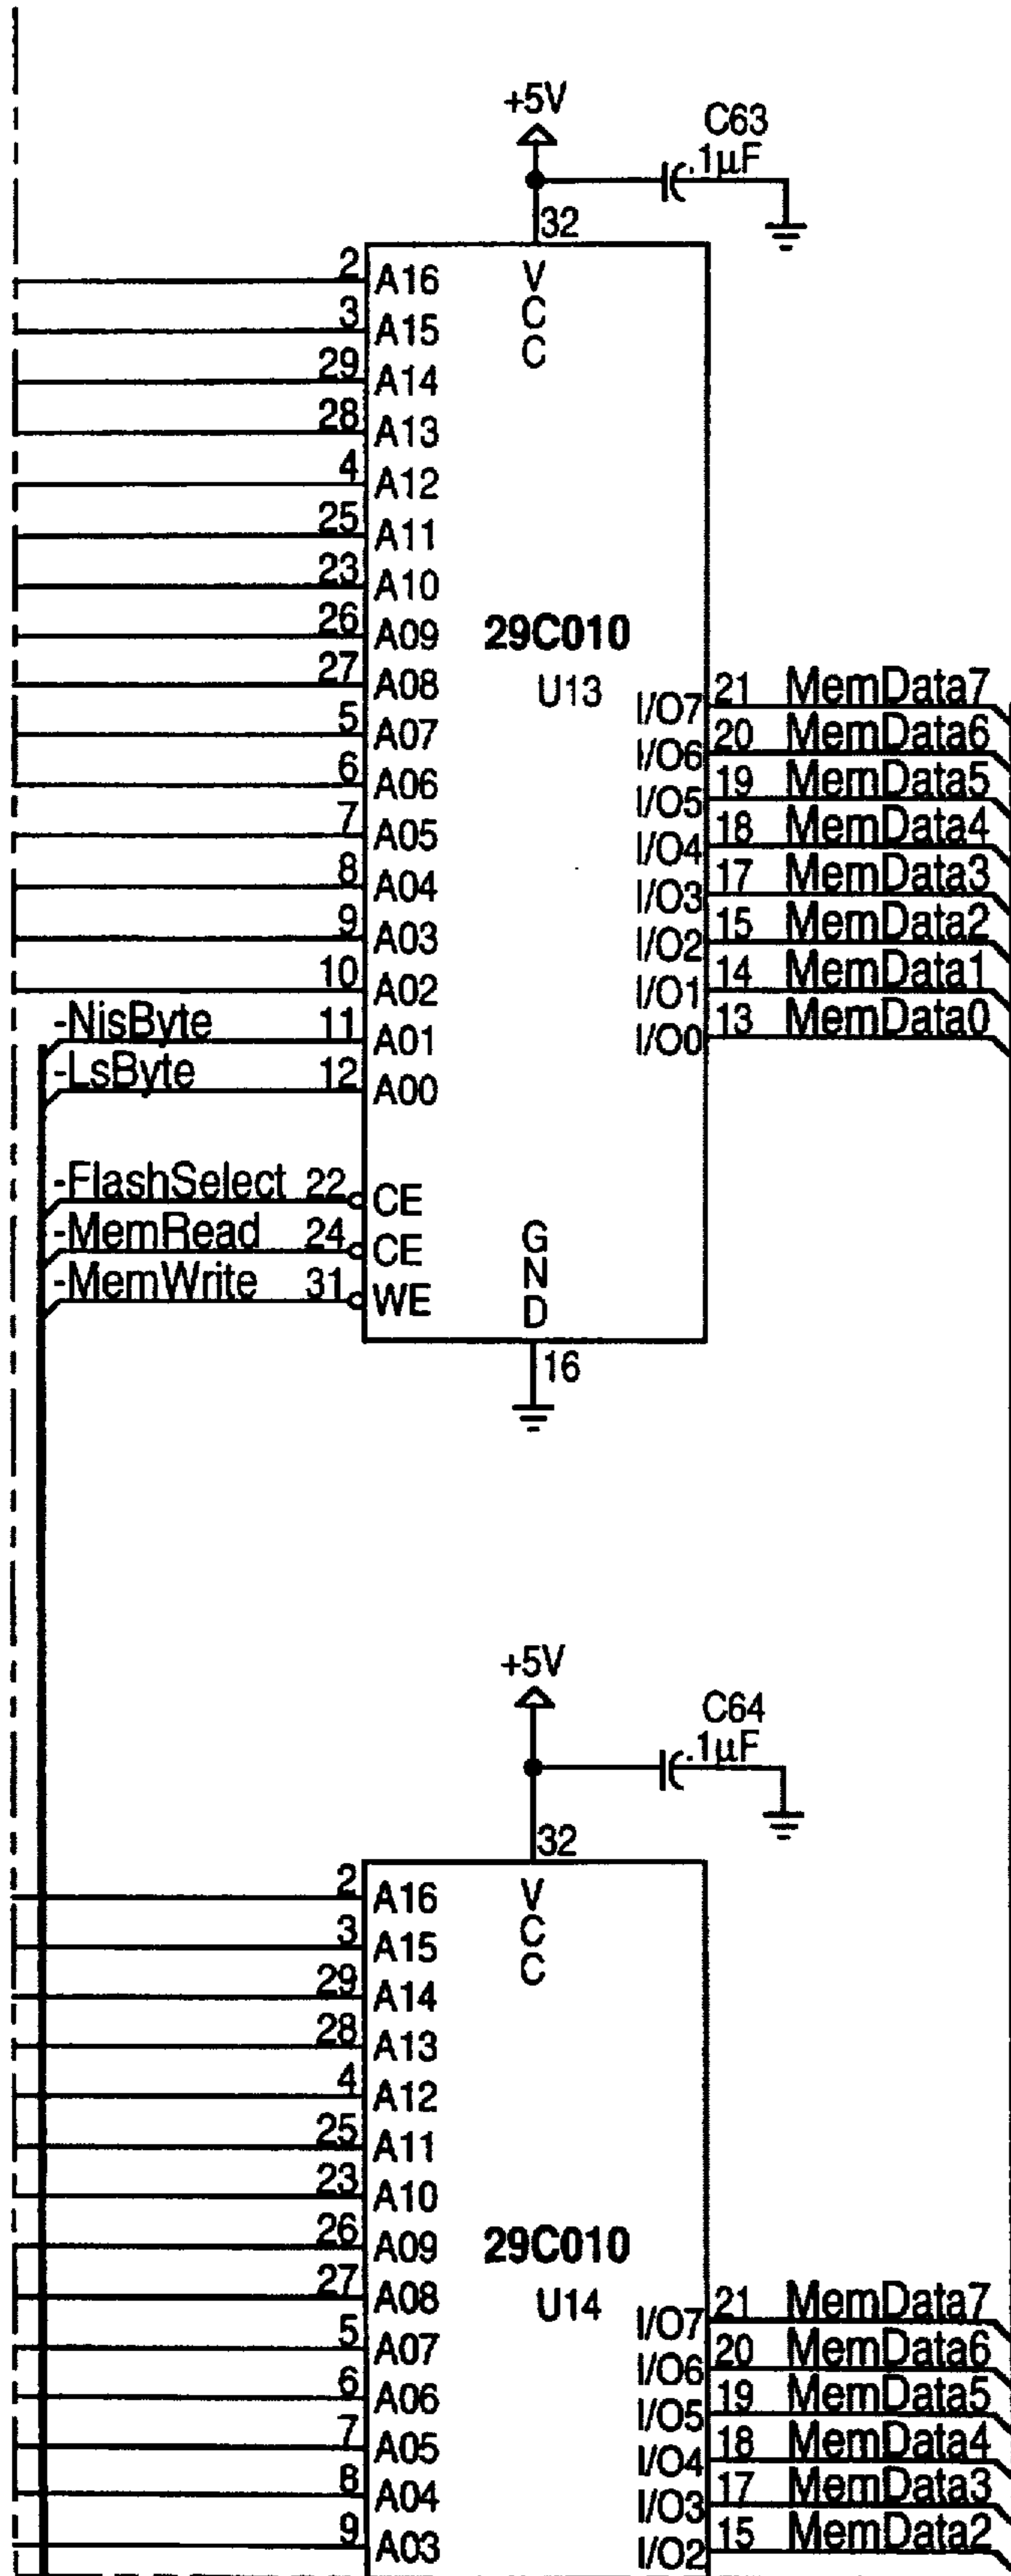 +5V
C63
.1µF
32
2 A16
V
C
C
3 A15
29 A14
28 A13
4 A12
25 A11
23 A10
26 A09
29C010
27 A08
U13
I/O7 21 MemData7
5 A07
I/O6 20 MemData6
6 A06
I/O5 19 MemData5
7 A05
I/O4 18 MemData4
8 A04
I/O3 17 MemData3
9 A03
I/O2 15 MemData2
10 A02
I/O1 14 MemData1
-NisByte 11 A01
I/O0 13 MemData0
-LsByte 12 A00
-FlashSelect 22 CE
-MemRead 24 CE
-MemWrite 31 WE
G
N
D
16
+5V
C64
.1µF
32
2 A16
V
C
C
3 A15
29 A14
28 A13
4 A12
25 A11
23 A10
26 A09
29C010
27 A08
U14
I/O7 21 MemData7
5 A07
I/O6 20 MemData6
6 A06
I/O5 19 MemData5
7 A05
I/O4 18 MemData4
8 A04
I/O3 17 MemData3
9 A03
I/O2 15 MemData2